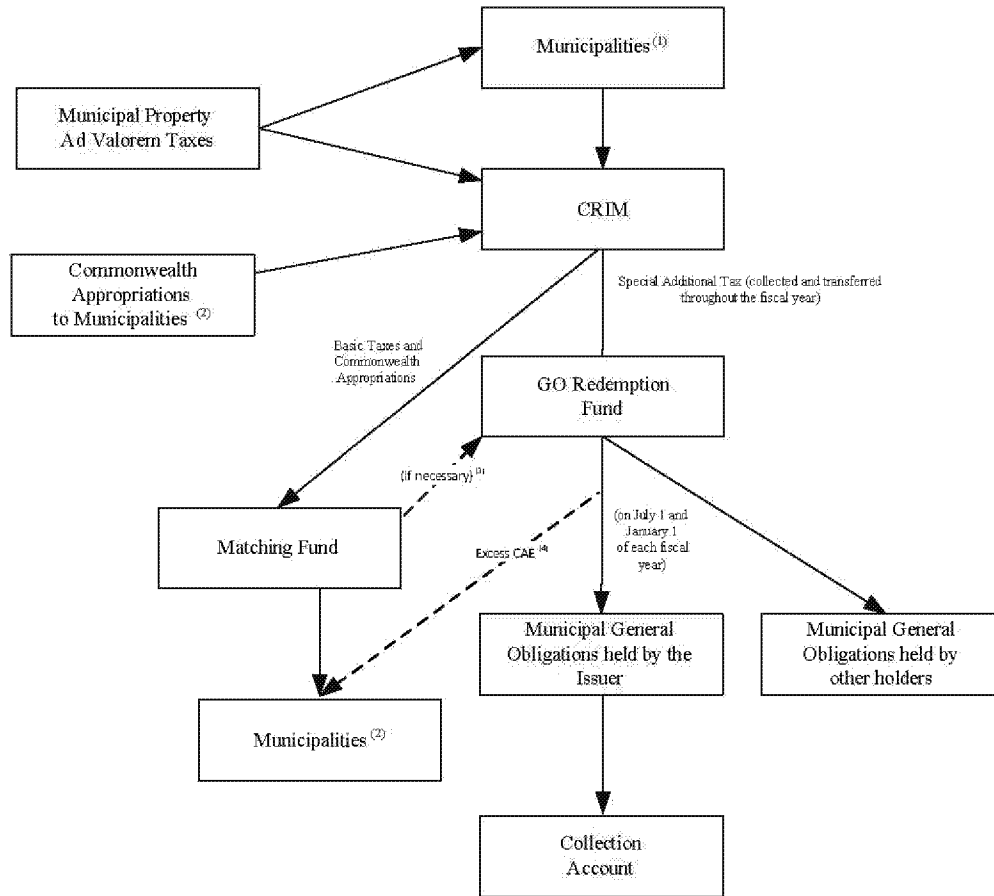 Municipalities (1)
Municipal Property
Ad Valorem Taxes
CRIM
Commonwealth
Appropriations
to Municipalities (2)
Special Additional Tax (collected and transferred
throughout the fiscal year)
Basic Taxes and
Commonwealth
Appropriations
GO Redemption
Fund
(if necessary) (3)
Matching Fund
(on July 1 and
January 1
of each fiscal
year)
Excess CAE (4)
Municipal General
Obligations held by the
Issuer
Municipal General
Obligations held by
other holders
Municipalities (2)
Collection
Account